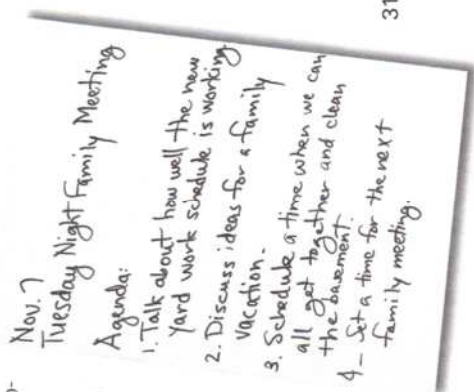 Nov. 7
Tuesday Night Family Meeting
Agenda:
1. Talk about how well the new
yard work schedule is working
2. Discuss ideas for a family
vacation.
3. Schedule a time when we can
all get together and clean
the basement.
4 - Set a time for the next
family meeting.
31